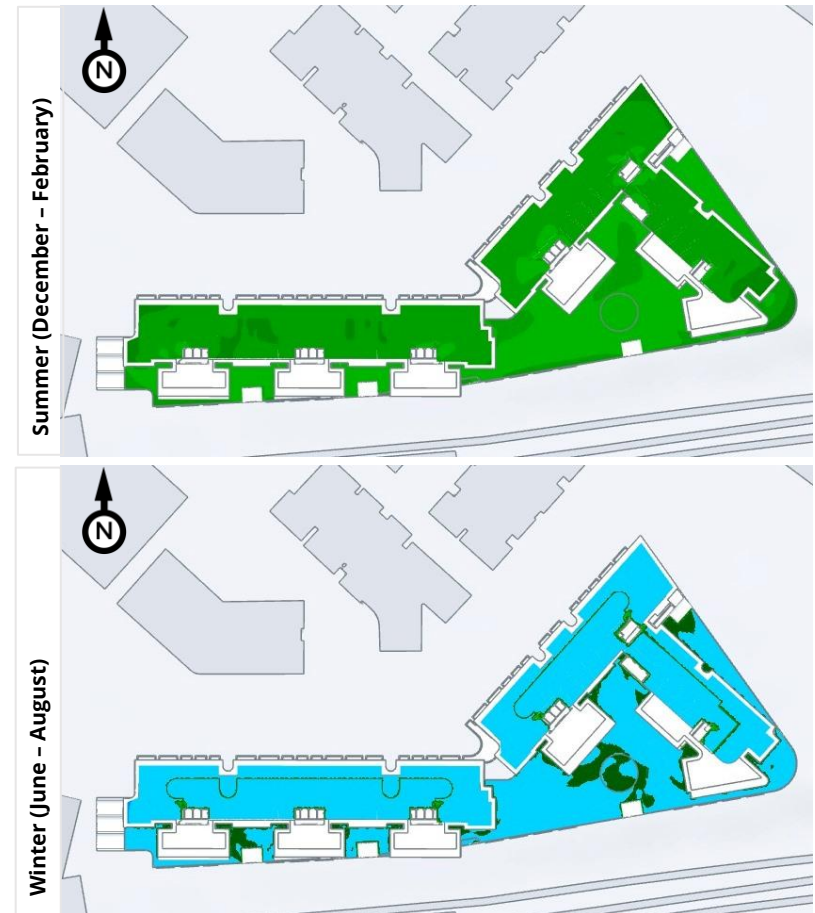 Summer (December – February)
N
Winter (June – August)
N